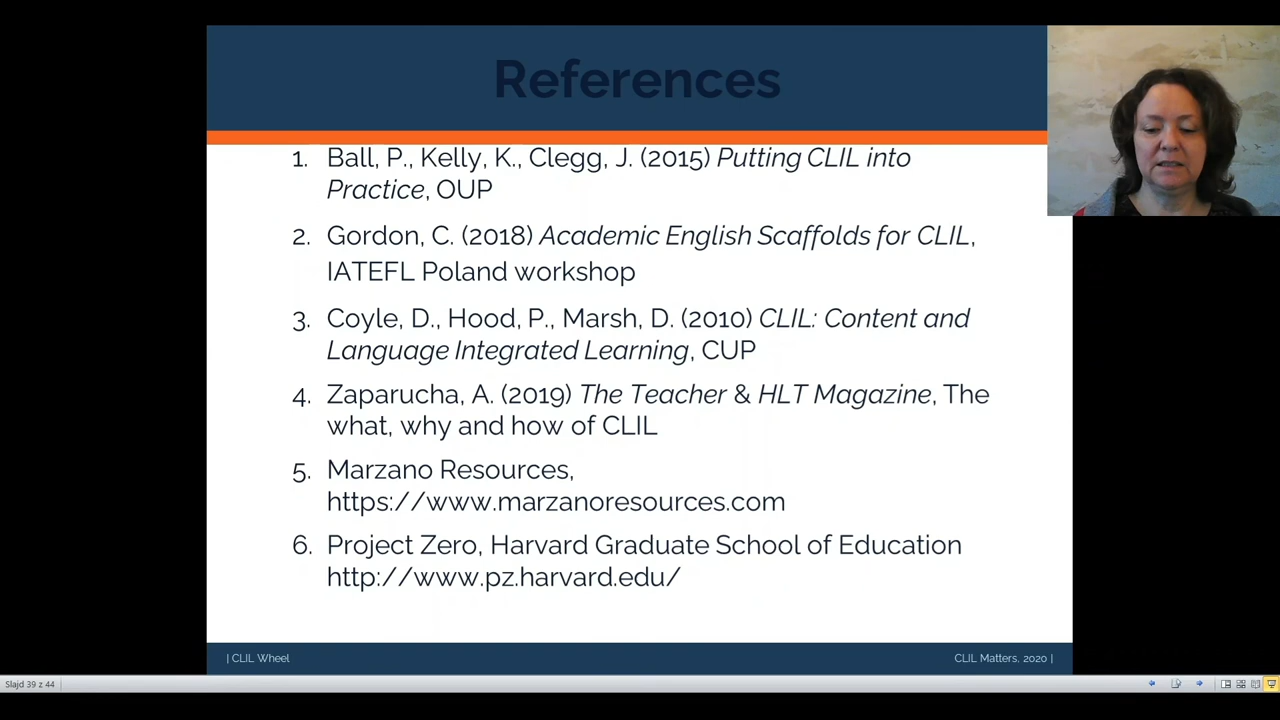 References
1. Ball, P., Kelly, K., Clegg, J. (2015) Putting CLIL into
Practice, OUP
2. Gordon, C. (2018) Academic English Scaffolds for CLIL,
IATEFL Poland workshop
3. Coyle, D., Hood, P., Marsh, D. (2010) CLIL: Content and
Language Integrated Learning, CUP
4. Zaparucha, A. (2019) The Teacher & HLT Magazine, The
what, why and how of CLIL
5. Marzano Resources,
https://www.marzanoresources.com
6. Project Zero, Harvard Graduate School of Education
http://www.pz.harvard.edu/
| CLIL Wheel
CLIL Matters, 2020 |
Slajd 39 z 44